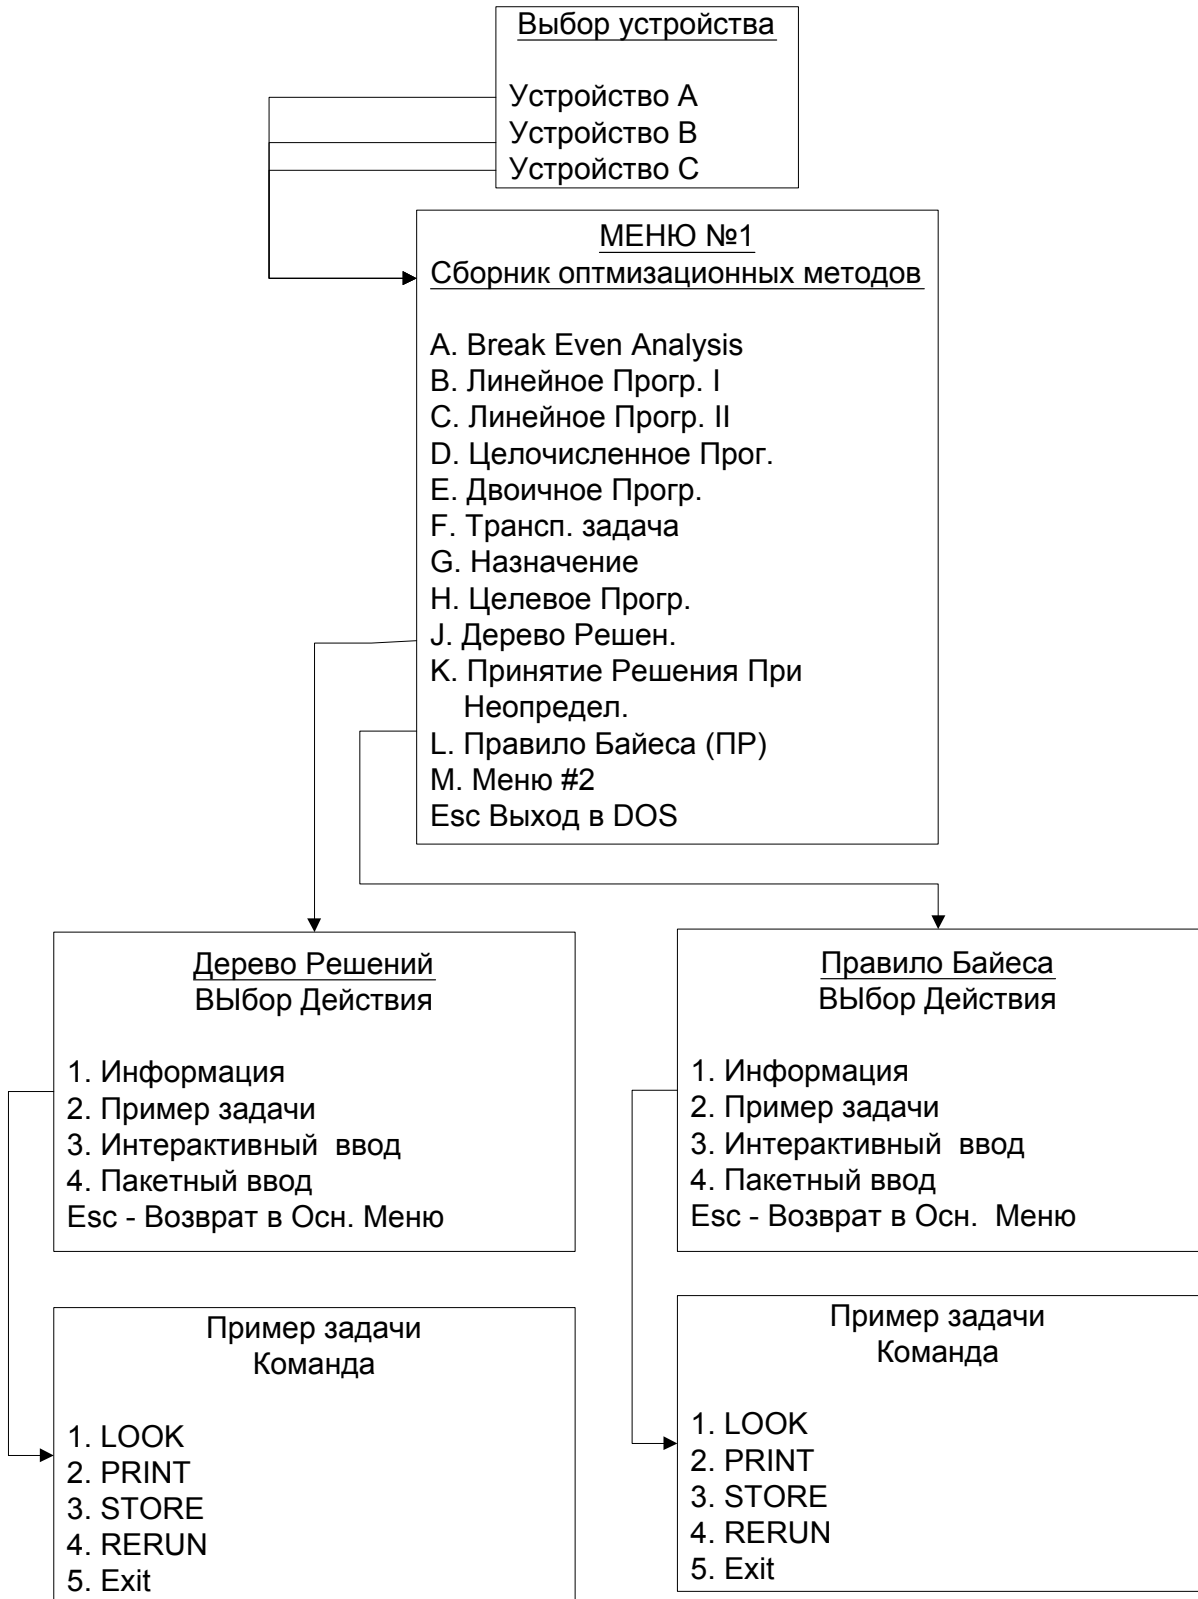 Выбор устройства
Устройство A
Устройство B
Устройство C
МЕНЮ №1
Сборник оптмизационных методов
A. Break Even Analysis
B. Линейное Прогр. I
C. Линейное Прогр. II
D. Целочисленное Прог.
E. Двоичное Прогр.
F. Трансп. задача
G. Назначение
H. Целевое Прогр.
J. Дерево Решен.
K. Принятие Решения При
Неопредел.
L. Правило Байеса (ПР)
M. Меню #2
Esc Выход в DOS
Дерево Решений
ВЫбор Действия
1. Информация
2. Пример задачи
3. Интерактивный ввод
4. Пакетный ввод
Esc - Возврат в Осн. Меню
Правило Байеса
ВЫбор Действия
1. Информация
2. Пример задачи
3. Интерактивный ввод
4. Пакетный ввод
Esc - Возврат в Осн. Меню
Пример задачи
Команда
1. LOOK
2. PRINT
3. STORE
4. RERUN
5. Exit
Пример задачи
Команда
1. LOOK
2. PRINT
3. STORE
4. RERUN
5. Exit